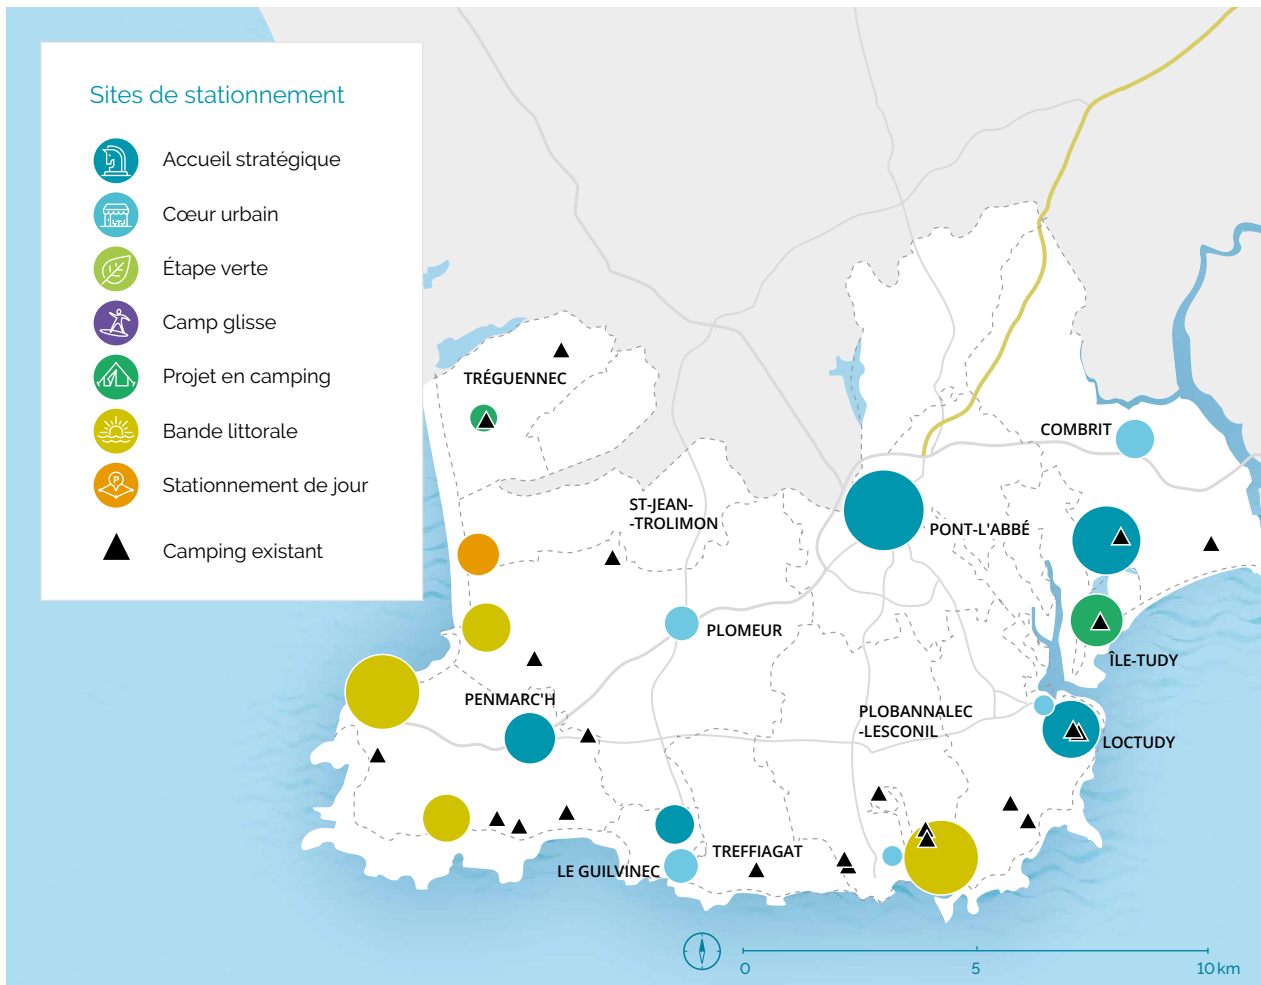 Sites de stationnement
Accueil stratégique
Cœur urbain
Étape verte
Camp glisse
Projet en camping
Bande littorale
P
Stationnement de jour
Camping existant
TRÉGUENNEC
COMBRIT
ST-JEAN-
-TROLIMON
PONT-L'ABBÉ
PLOMEUR
ÎLE-TUDY
PENMARC'H
PLOBANNALEC
-LESCONIL
LOCTUDY
TREFFIAGAT
LE GUILVINEC
0 5 10 km